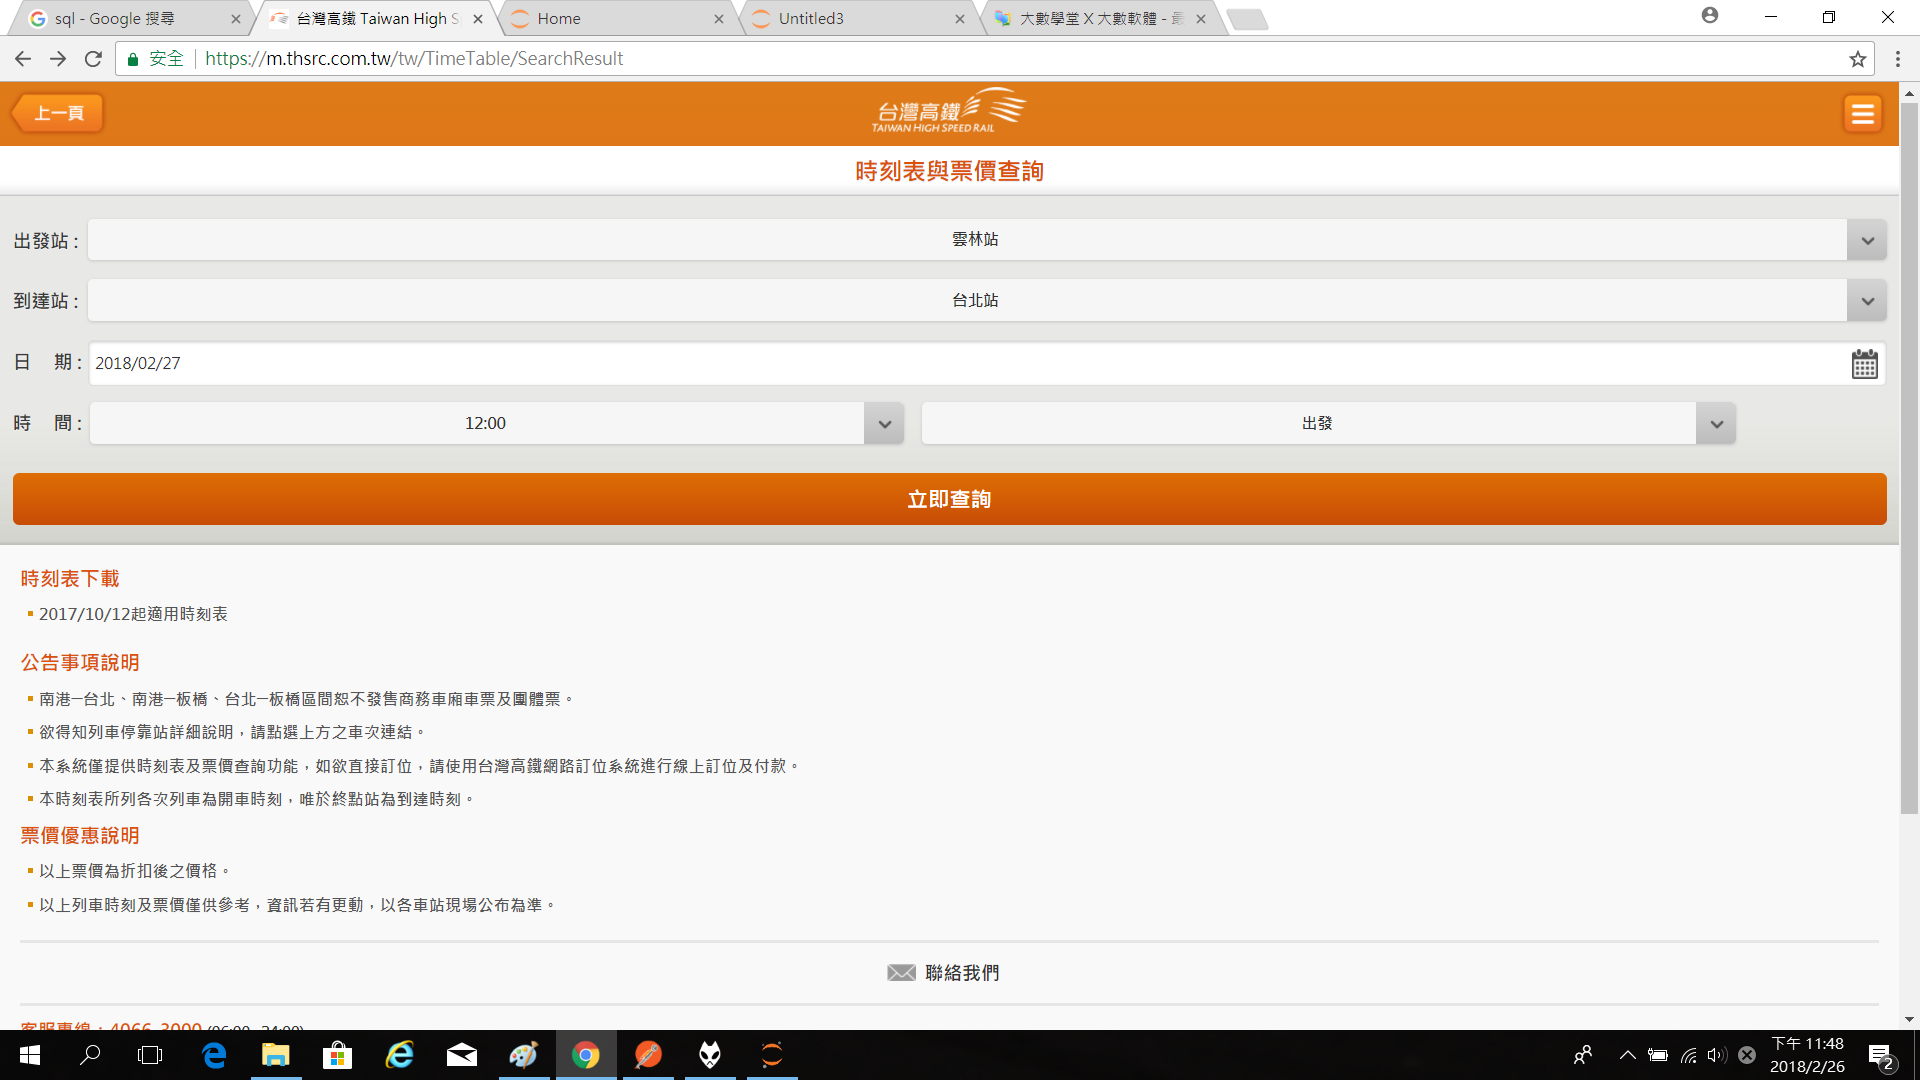 sql - Google 搜尋
台灣高鐵 Taiwan High S
Home
Untitled3
大數學堂 X 大數軟體 - 最
安全 https://m.thsrc.com.tw/tw/TimeTable/SearchResult
上一頁
台灣高鐵
TAIWAN HIGH SPEED RAIL
時刻表與票價查詢
出發站 : 雲林站
到達站 : 台北站
日 期 : 2018/02/27
時 間 : 12:00 出發
立即查詢
時刻表下載
2017/10/12起適用時刻表
公告事項說明
南港─台北、南港─板橋、台北─板橋區間恕不發售商務車廂車票及團體票。
欲得知列車停靠站詳細說明，請點選上方之車次連結。
本系統僅提供時刻表及票價查詢功能，如欲直接訂位，請使用台灣高鐵網路訂位系統進行線上訂位及付款。
本時刻表所列各次列車為開車時刻，唯於終點站為到達時刻。
票價優惠說明
以上票價為折扣後之價格。
以上列車時刻及票價僅供參考，資訊若有更動，以各車站現場公布為準。
聯絡我們
客服專線：4066-3000 (06:00~24:00)
下午 11:48
2018/2/26
2